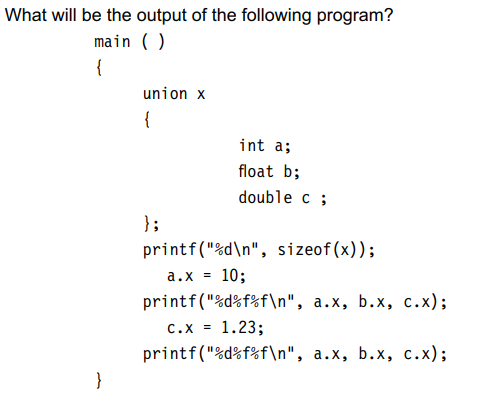 What will be the output of the following program?
main ( )
{
union x
{
int a;
float b;
double c ;
};
printf("%d\n", sizeof(x));
a.x = 10;
printf("%d%f%f\n", a.x, b.x, c.x);
c.x = 1.23;
printf("%d%f%f\n", a.x, b.x, c.x);
}